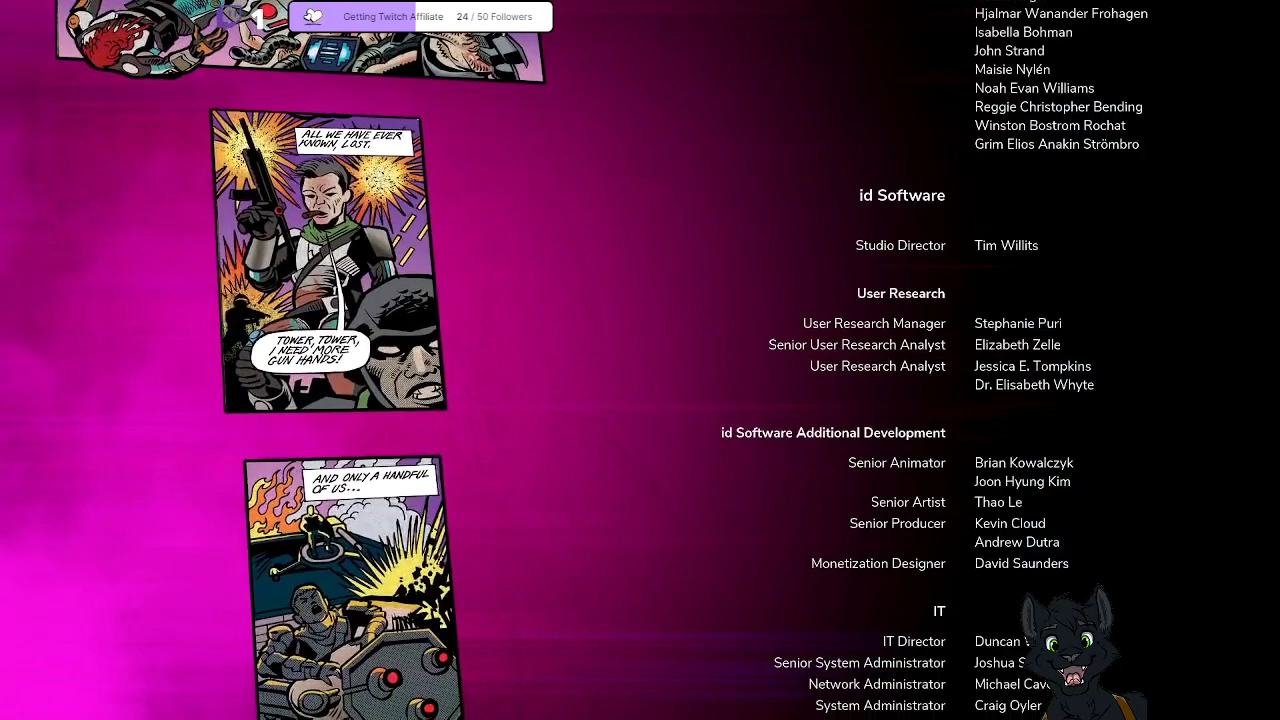 1
Getting Twitch Affiliate 24 / 50 Followers
ALL WE HAVE EVER
KNOWN, LOST.
TOWER, TOWER,
I NEED MORE
GUN HANDS!
AND ONLY A HANDFUL
OF US...
Hjalmar Wanander Frohagen
Isabella Bohman
John Strand
Maisie Nylén
Noah Evan Williams
Reggie Christopher Bending
Winston Bostrom Rochat
Grim Elios Anakin Strömbro
id Software
Studio Director Tim Willits
User Research
User Research Manager Stephanie Puri
Senior User Research Analyst Elizabeth Zelle
User Research Analyst Jessica E. Tompkins
Dr. Elisabeth Whyte
id Software Additional Development
Senior Animator Brian Kowalczyk
Joon Hyung Kim
Senior Artist Thao Le
Senior Producer Kevin Cloud
Andrew Dutra
Monetization Designer David Saunders
IT
IT Director Duncan
Senior System Administrator Joshua
Network Administrator Michael
System Administrator Craig Oyler